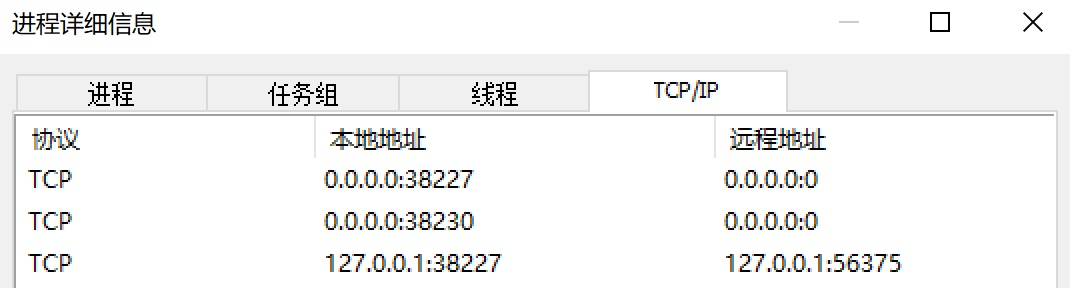 进程详细信息
进程 任务组 线程 TCP/IP
协议 本地地址 远程地址
TCP 0.0.0.0:38227 0.0.0.0:0
TCP 0.0.0.0:38230 0.0.0.0:0
TCP 127.0.0.1:38227 127.0.0.1:56375